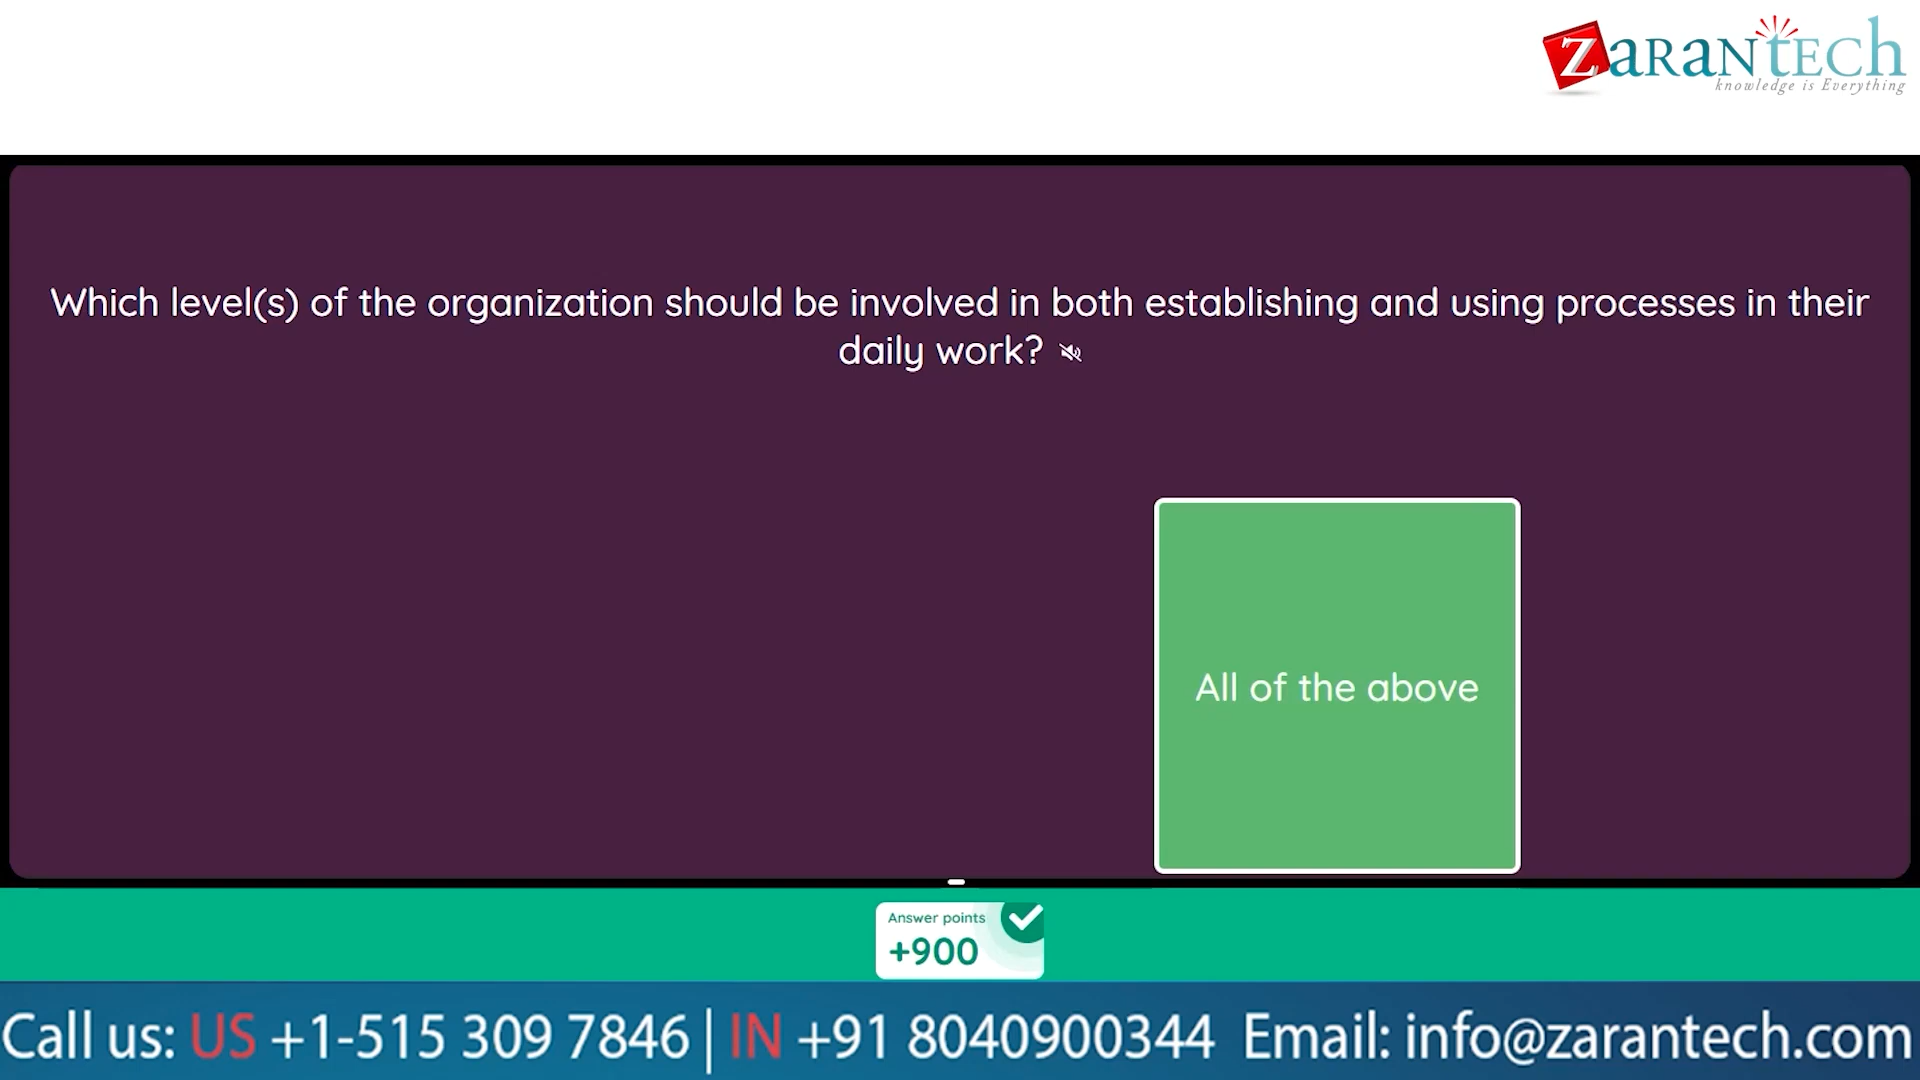 ZARANTECH
knowledge is Everything
Which level(s) of the organization should be involved in both establishing and using processes in their
daily work?
All of the above
Answer points
+900
Call us: US +1-515 309 7846 | IN +91 8040900344 Email: info@zarantech.com